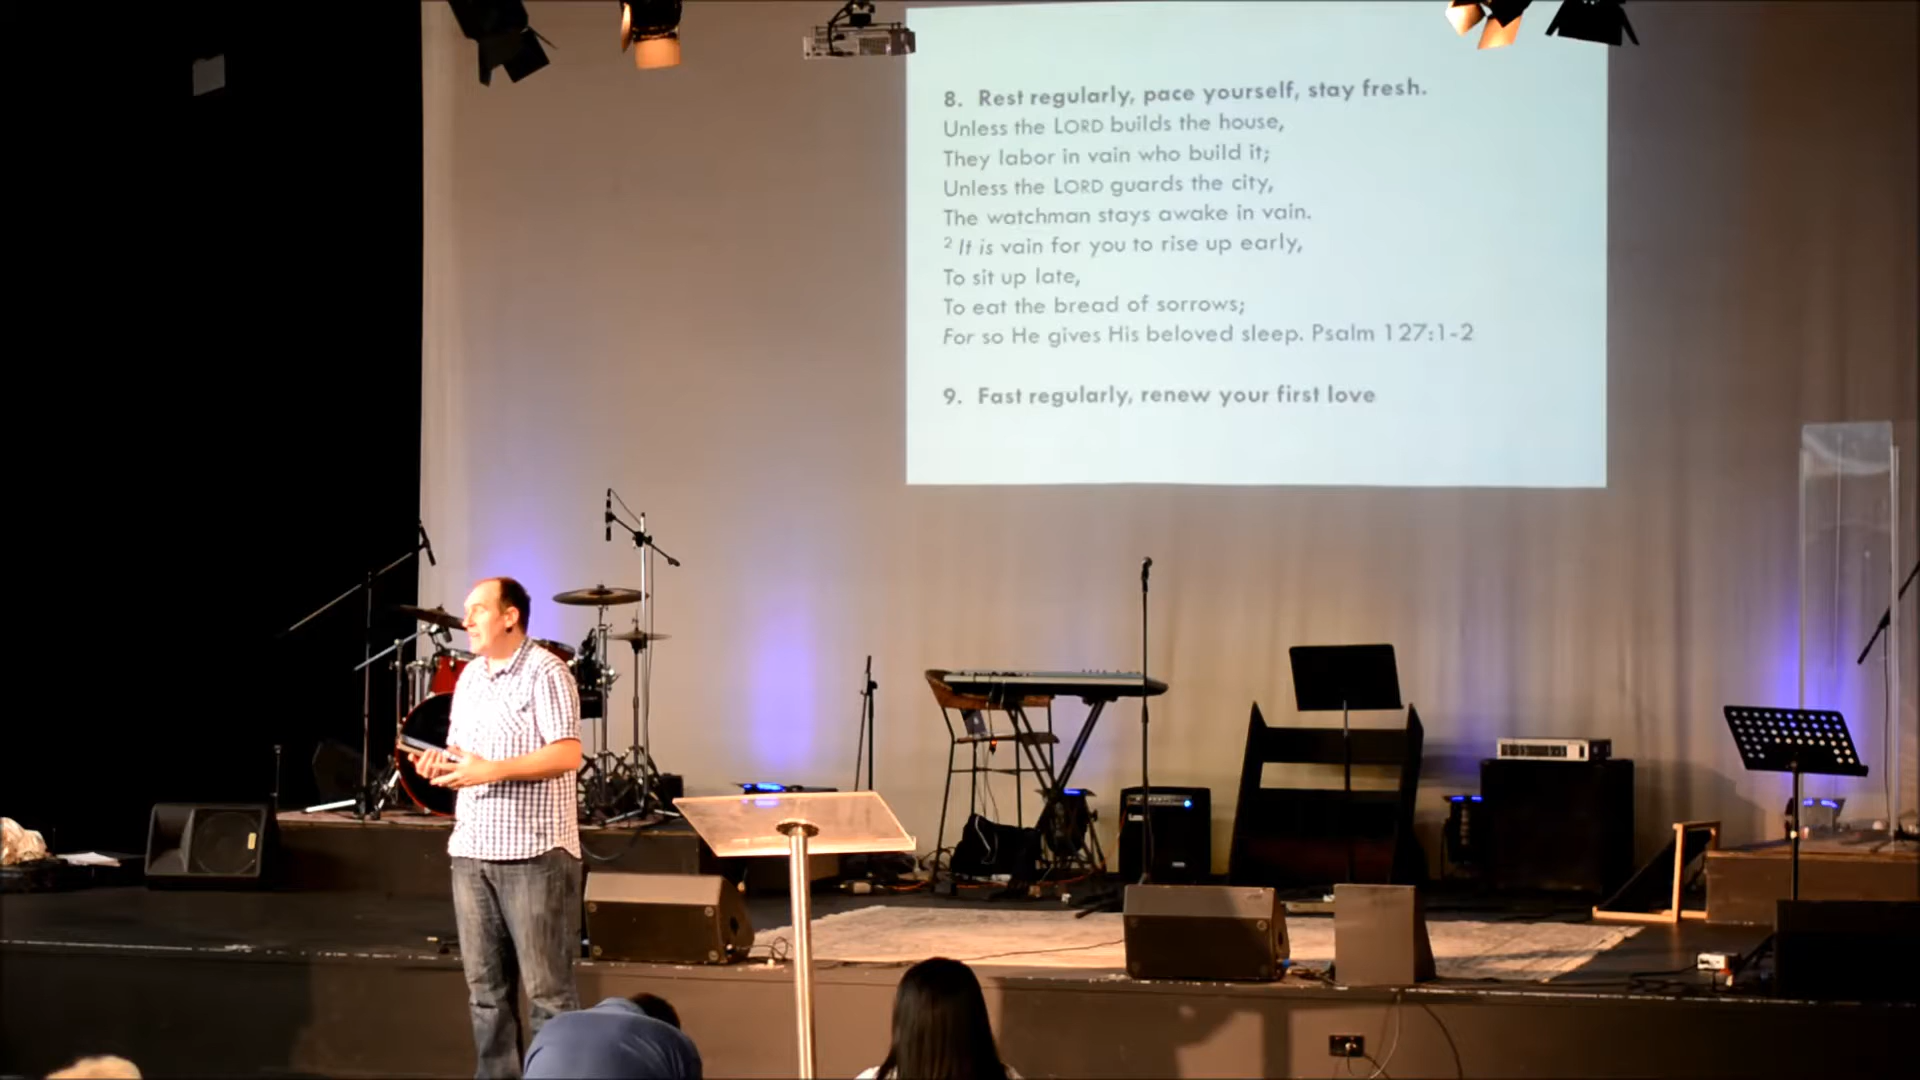 8. Rest regularly, pace yourself, stay fresh.
Unless the LORD builds the house,
They labor in vain who build it;
Unless the LORD guards the city,
The watchman stays awake in vain.
2 It is vain for you to rise up early,
To sit up late,
To eat the bread of sorrows;
For so He gives His beloved sleep. Psalm 127:1-2
9. Fast regularly, renew your first love